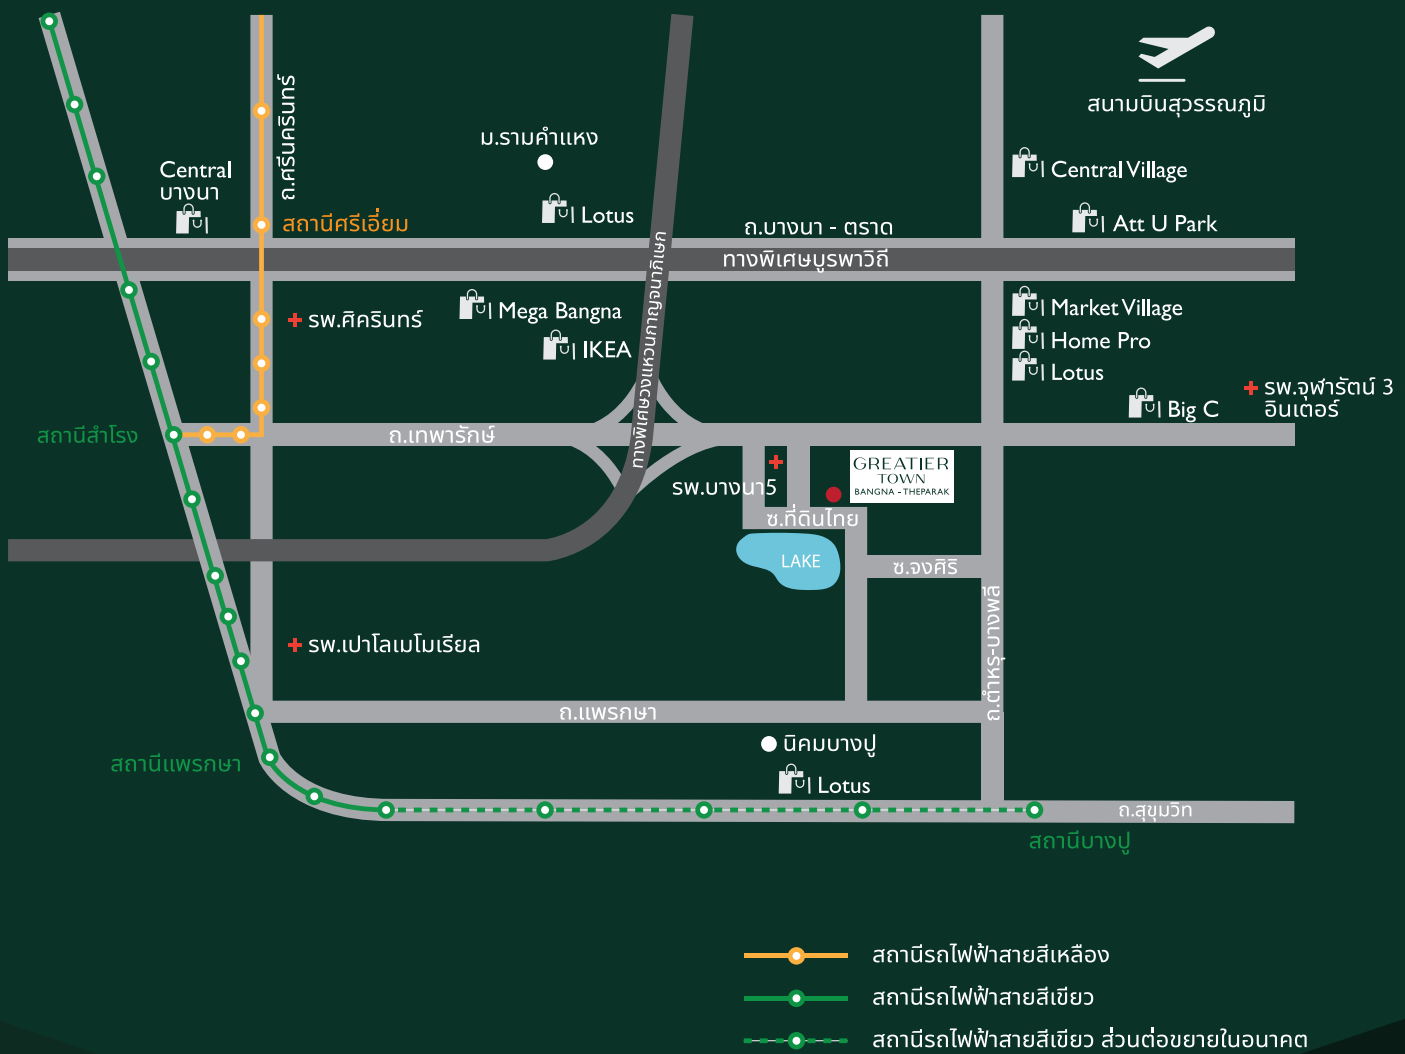 สนามบินสุวรรณภูมิ
ถ.ศรีนครินทร์
ม.รามคำแหง
Central
บางนา
Central Village
Lotus
สถานีศรีเอี่ยม
Att U Park
ถ.บางนา - ตราด
ทางพิเศษบูรพาวิถี
ทางพิเศษวงแหวนกาญจนาภิเษก
Mega Bangna
Market Village
รพ.ศิครินทร์
IKEA
Home Pro
Lotus
รพ.จุฬารัตน์ 3
อินเตอร์
Big C
สถานีสำโรง
ถ.เทพารักษ์
GREATIER
TOWN
BANGNA - THEPARAK
รพ.บางนา5
ซ.ที่ดินไทย
LAKE
ซ.จงศิริ
ถ.ตำหรุ-บางพลี
รพ.เปาโลเมโมเรียล
ถ.แพรกษา
นิคมบางปู
สถานีแพรกษา
Lotus
ถ.สุขุมวิท
สถานีบางปู
สถานีรถไฟฟ้าสายสีเหลือง
สถานีรถไฟฟ้าสายสีเขียว
สถานีรถไฟฟ้าสายสีเขียว ส่วนต่อขยายในอนาคต